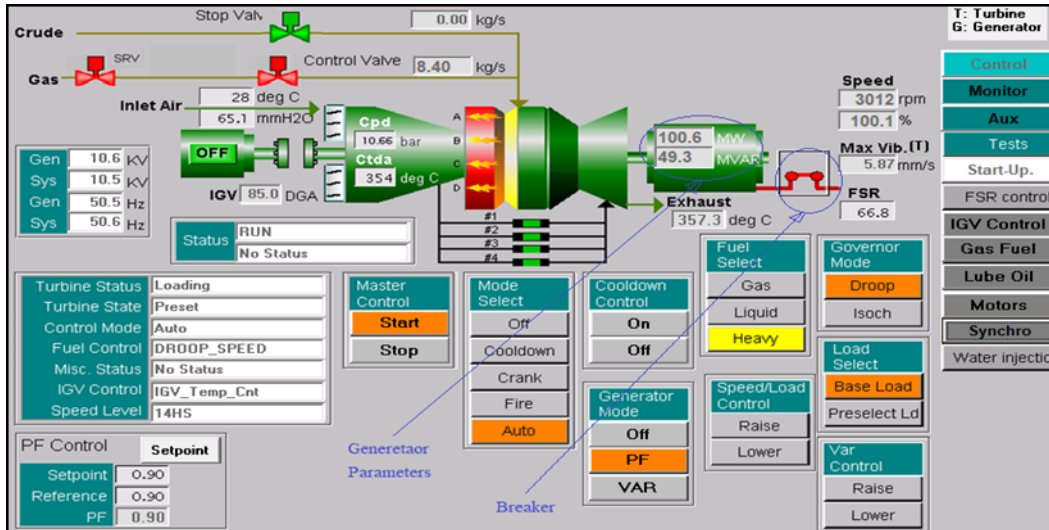 T: Turbine
G: Generator
Stop Valv
0.00 kg/s
Crude
SRV
Control Valve 8.40 kg/s
Gas
Inlet Air
28 deg C
65.1 mmH2O
Control
Monitor
Aux
Tests
Start-Up.
FSR control
IGV Control
Gas Fuel
Lube Oil
Motors
Synchro
Water injectio
Speed
3012 rpm
100.1 %
Max Vib.(T)
5.87 mm/s
FSR
66.8
OFF
Cpd
10.66 bar
Ctda
354 deg C
A
B
C
D
100.6 MW
49.3 MVAR
IGV 85.0 DGA
Exhaust
357.3 deg C
#1
#2
#3
#4
Gen 10.6 KV
Sys 10.5 KV
Gen 50.5 Hz
Sys 50.6 Hz
Status RUN
No Status
Turbine Status Loading
Turbine State Preset
Control Mode Auto
Fuel Control DROOP_SPEED
Misc. Status No Status
IGV Control IGV_Temp_Cnt
Speed Level 14HS
Master
Control
Start
Stop
Mode
Select
Off
Cooldown
Crank
Fire
Auto
Cooldown
Control
On
Off
Fuel
Select
Gas
Liquid
Heavy
Governor
Mode
Droop
Isoch
Load
Select
Base Load
Preselect Ld
Generator
Mode
Off
PF
VAR
Speed/Load
Control
Raise
Lower
Var
Control
Raise
Lower
PF Control Setpoint
Setpoint 0.90
Reference 0.90
PF 0.90
Generetaor
Parameters
Breaker